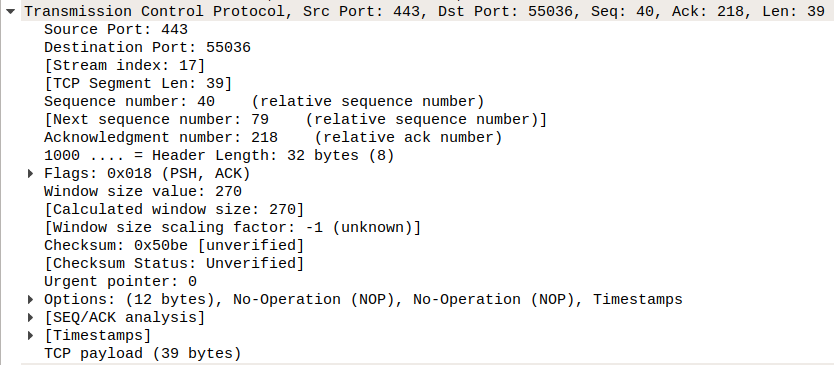 Transmission Control Protocol, Src Port: 443, Dst Port: 55036, Seq: 40, Ack: 218, Len: 39
Source Port: 443
Destination Port: 55036
[Stream index: 17]
[TCP Segment Len: 39]
Sequence number: 40    (relative sequence number)
[Next sequence number: 79    (relative sequence number)]
Acknowledgment number: 218    (relative ack number)
1000 .... = Header Length: 32 bytes (8)
Flags: 0x018 (PSH, ACK)
Window size value: 270
[Calculated window size: 270]
[Window size scaling factor: -1 (unknown)]
Checksum: 0x50be [unverified]
[Checksum Status: Unverified]
Urgent pointer: 0
Options: (12 bytes), No-Operation (NOP), No-Operation (NOP), Timestamps
[SEQ/ACK analysis]
[Timestamps]
TCP payload (39 bytes)